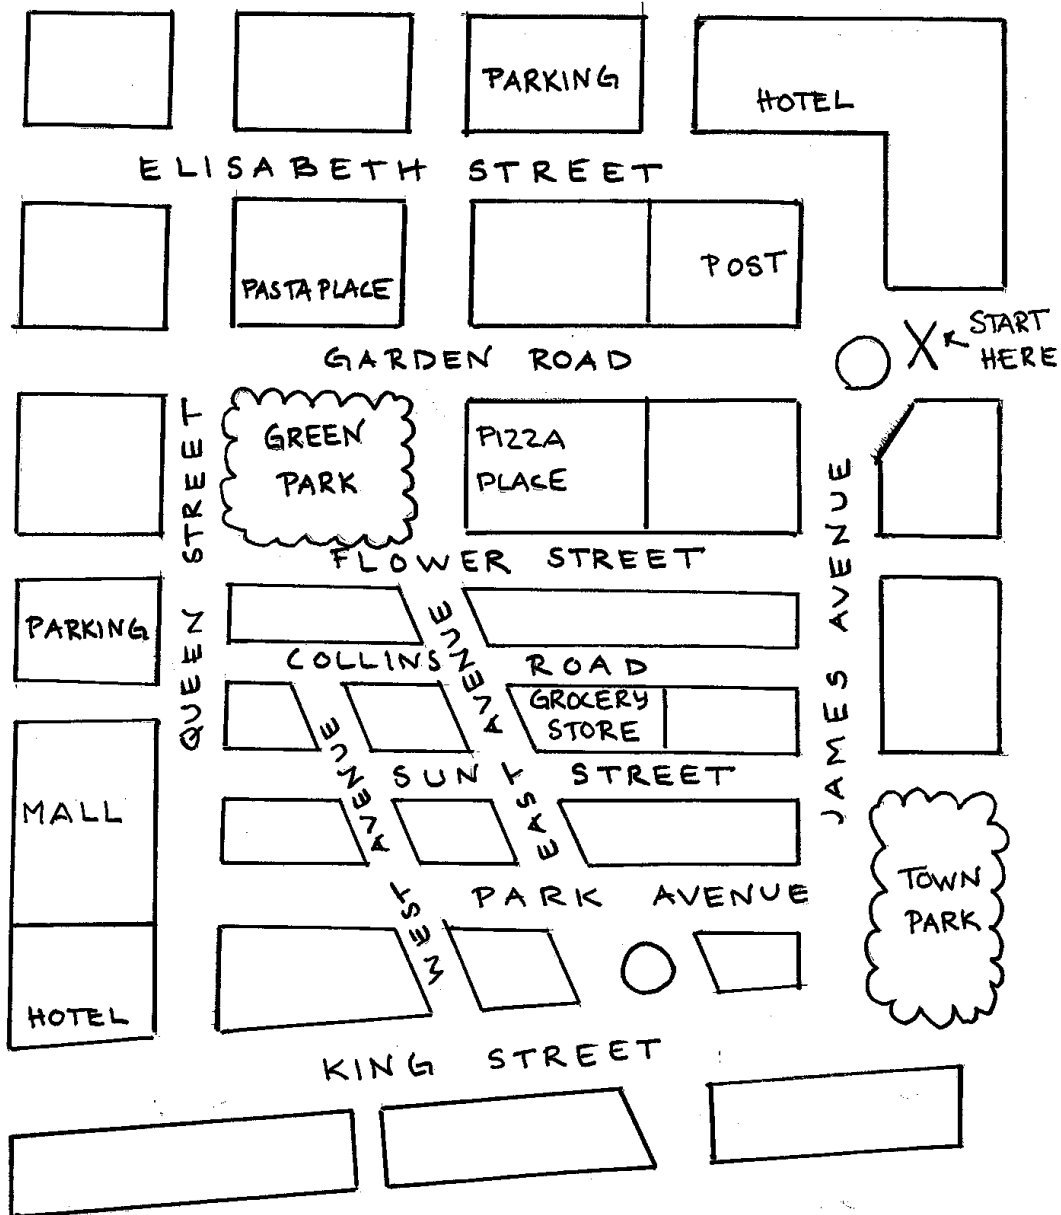 PARKING
HOTEL
ELISABETH STREET
POST
PASTA PLACE
START
HERE
GARDEN ROAD
GREEN
PARK
PIZZA
PLACE
QUEEN STREET
JAMES AVENUE
FLOWER STREET
PARKING
EAST AVENUE
COLLINS ROAD
GROCERY
STORE
WEST AVENUE
SUN STREET
MALL
TOWN
PARK
PARK AVENUE
HOTEL
KING STREET